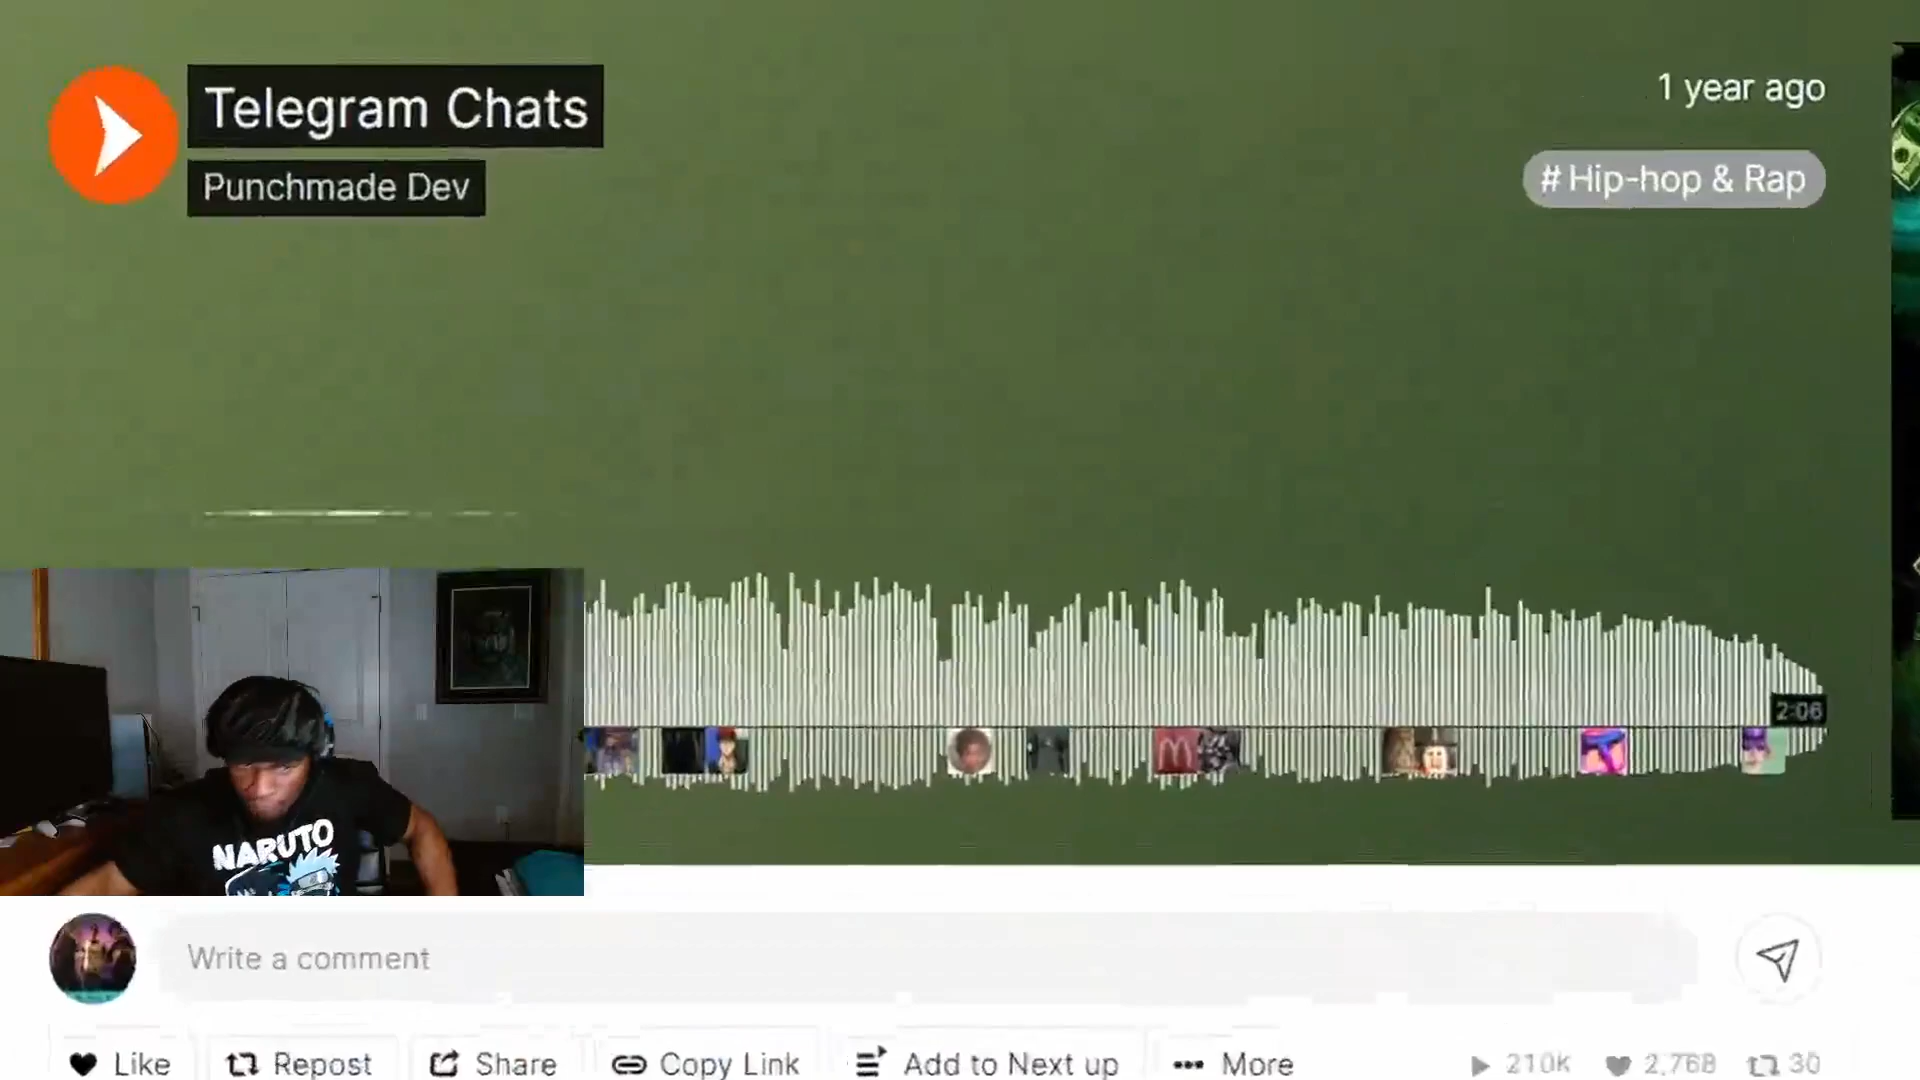 Telegram Chats
1 year ago
Punchmade Dev
# Hip-hop & Rap
2:06
NARUTO
Write a comment
Like Repost Share Copy Link Add to Next up More 210K 2,768 30